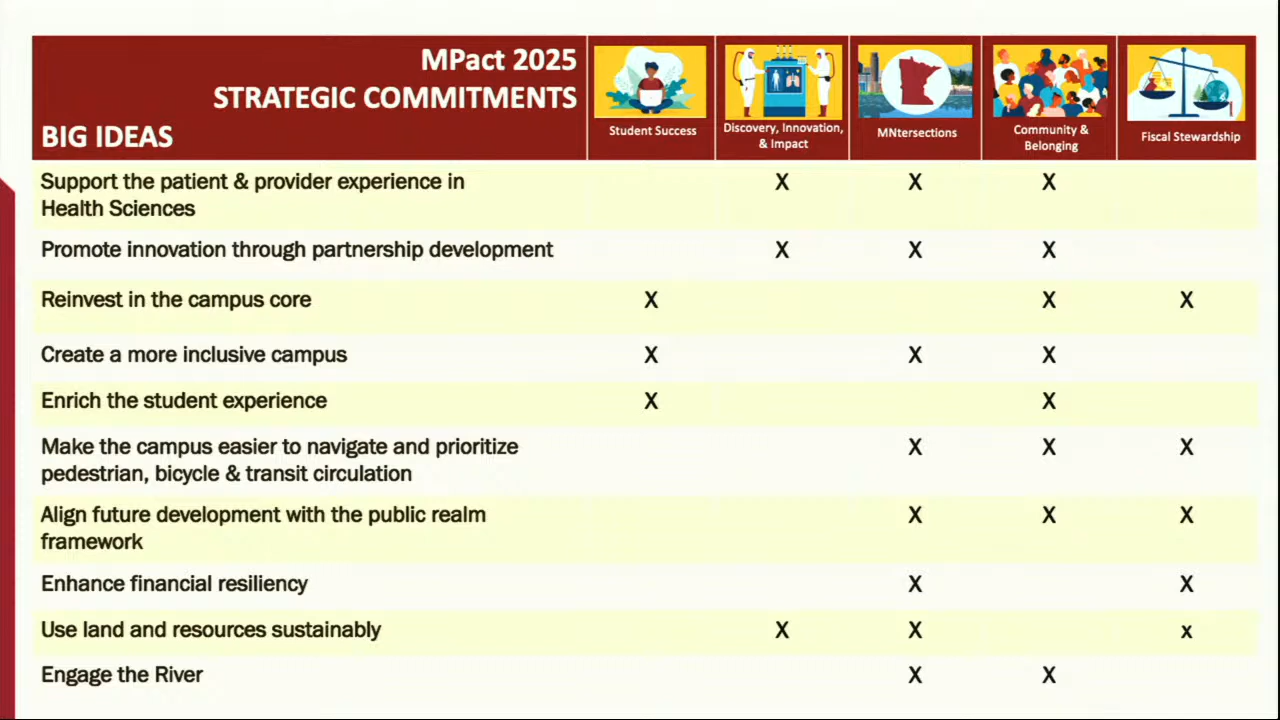 MPact 2025
STRATEGIC COMMITMENTS
BIG IDEAS
Student Success
Discovery, Innovation,
& Impact
MNtersections
Community &
Belonging
Fiscal Stewardship
Support the patient & provider experience in
Health Sciences
X X X
Promote innovation through partnership development X X X
Reinvest in the campus core X X X
Create a more inclusive campus X X X
Enrich the student experience X X
Make the campus easier to navigate and prioritize
pedestrian, bicycle & transit circulation
X X X
Align future development with the public realm
framework
X X X
Enhance financial resiliency X X
Use land and resources sustainably X X x
Engage the River X X